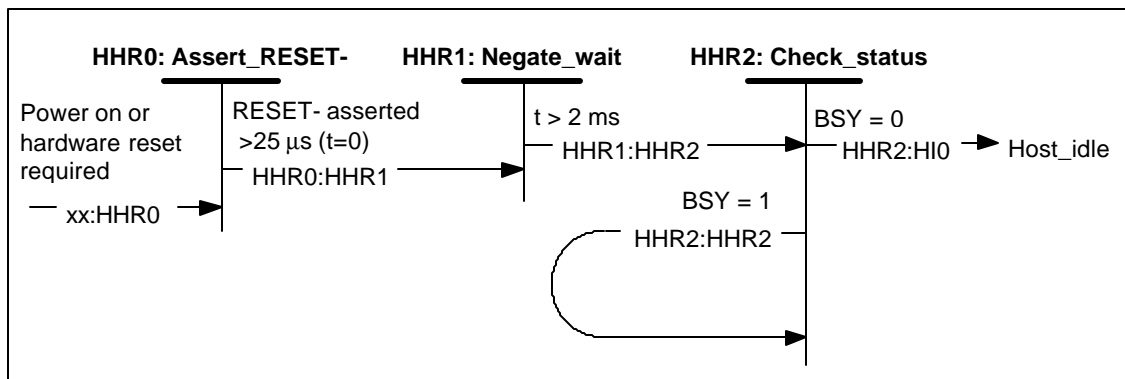 HHR0: Assert_RESET-
HHR1: Negate_wait
HHR2: Check_status
Power on or
hardware reset
required
xx:HHR0
RESET- asserted
>25 μs (t=0)
HHR0:HHR1
t > 2 ms
HHR1:HHR2
BSY = 0
HHR2:HI0
Host_idle
BSY = 1
HHR2:HHR2